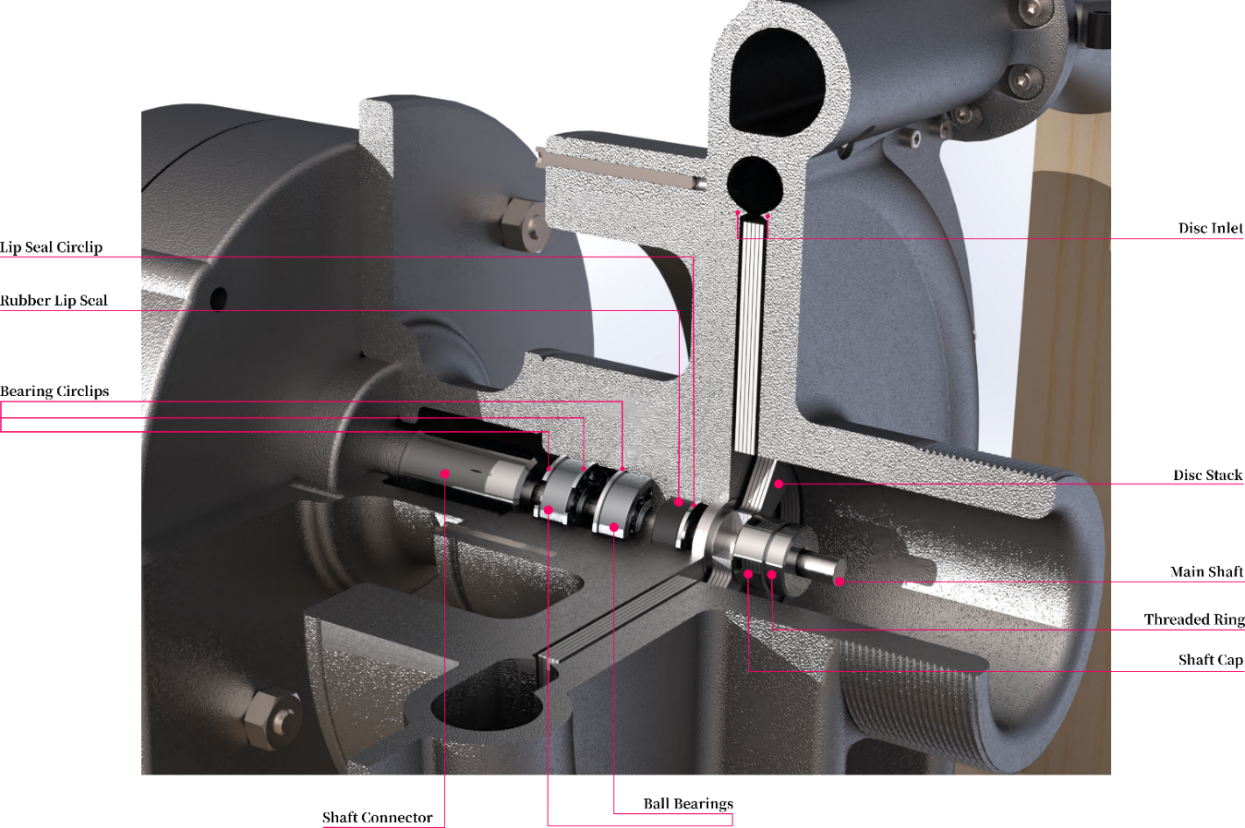 Disc Inlet
Lip Seal Circlip
Rubber Lip Seal
Bearing Circlips
Disc Stack
Main Shaft
Threaded Ring
Shaft Cap
Ball Bearings
Shaft Connector